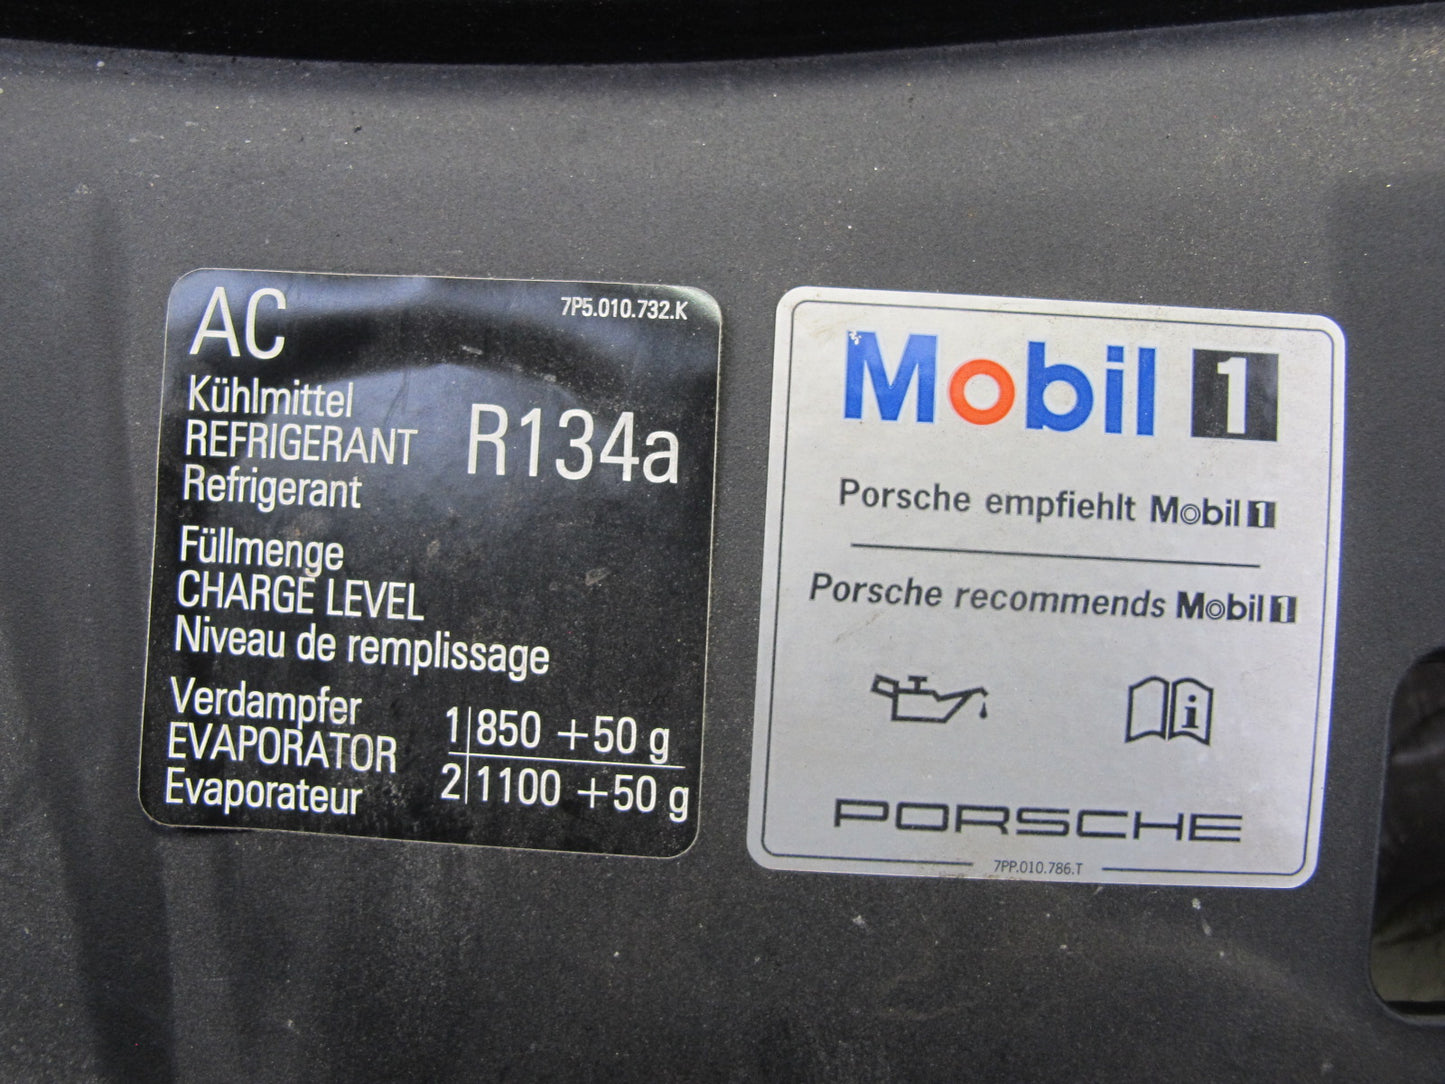 AC
7P5.010.732.K
Kühlmittel
REFRIGERANT
Refrigerant
R134a
Füllmenge
CHARGE LEVEL
Niveau de remplissage
Verdampfer
EVAPORATOR
Evaporateur
1|850 +50 g
2|1100 +50 g
Mobil 1
Porsche empfiehlt Mobil 1
Porsche recommends Mobil 1
i
PORSCHE
7PP.010.786.T